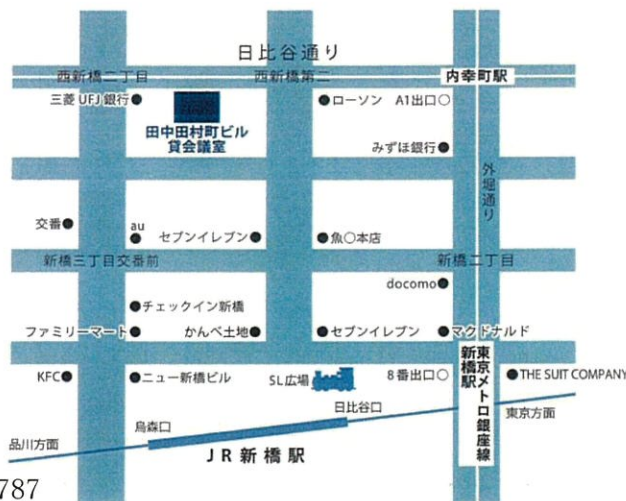 日比谷通り
西新橋二丁目
西新橋第二
内幸町駅
三菱UFJ銀行
ローソン
A1出口
田中田村町ビル
貸会議室
みずほ銀行
外堀通り
交番
au
セブンイレブン
魚〇本店
新橋三丁目交番前
新橋二丁目
docomo
チェックイン新橋
ファミリーマート
かんべ土地
セブンイレブン
マクドナルド
KFC
ニュー新橋ビル
SL広場
8番出口
新橋駅
東京メトロ銀座線
THE SUIT COMPANY
日比谷口
烏森口
東京方面
品川方面
JR新橋駅
787